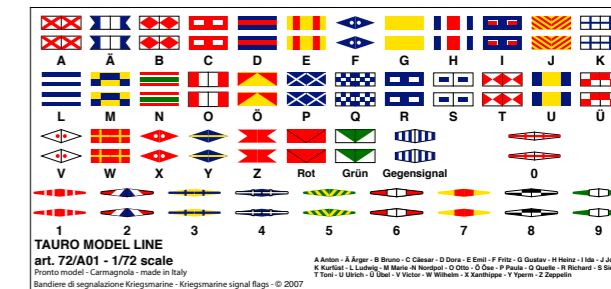 A Ä B C D E F G H I J K
L M N O Ö P Q R S T U Ü
V W X Y Z Rot Grün Gegensignal 0
1 2 3 4 5 6 7 8 9
TAURO MODEL LINE
art. 72/A01 - 1/72 scale
Pronto model - Carmagnola - made in Italy
Bandiere di segnalazione Kriegsmarine - Kriegsmarine signal flags - © 2007
A Anton - Ä Ärger - B Bruno - C Cäesar - D Dora - E Emil - F Fritz - G Gustav - H Heinz - I Ida - J
K Kurfüst - L Ludwig - M Marie -N Nordpol - O Otto - Ö Öse - P Paula - Q Quelle - R Richard - S
T Toni - U Ulrich - Ü Übel - V Victor - W Wilhelm - X Xanthippe - Y Yperm - Z Zeppelin